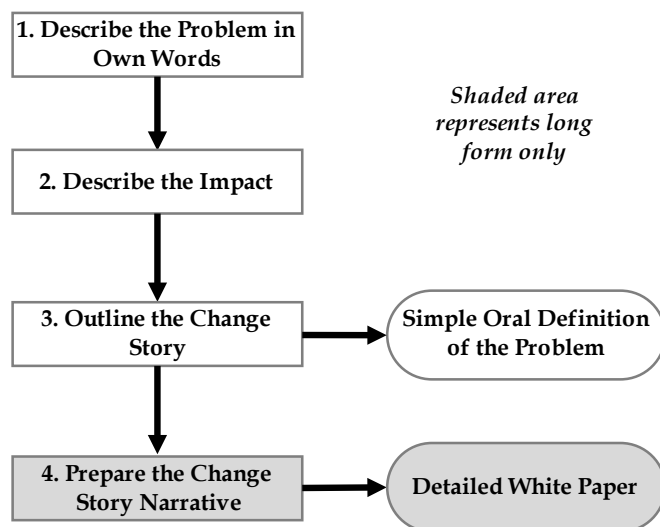 1. Describe the Problem in
Own Words
Shaded area
represents long
form only
2. Describe the Impact
3. Outline the Change
Story
Simple Oral Definition
of the Problem
4. Prepare the Change
Story Narrative
Detailed White Paper